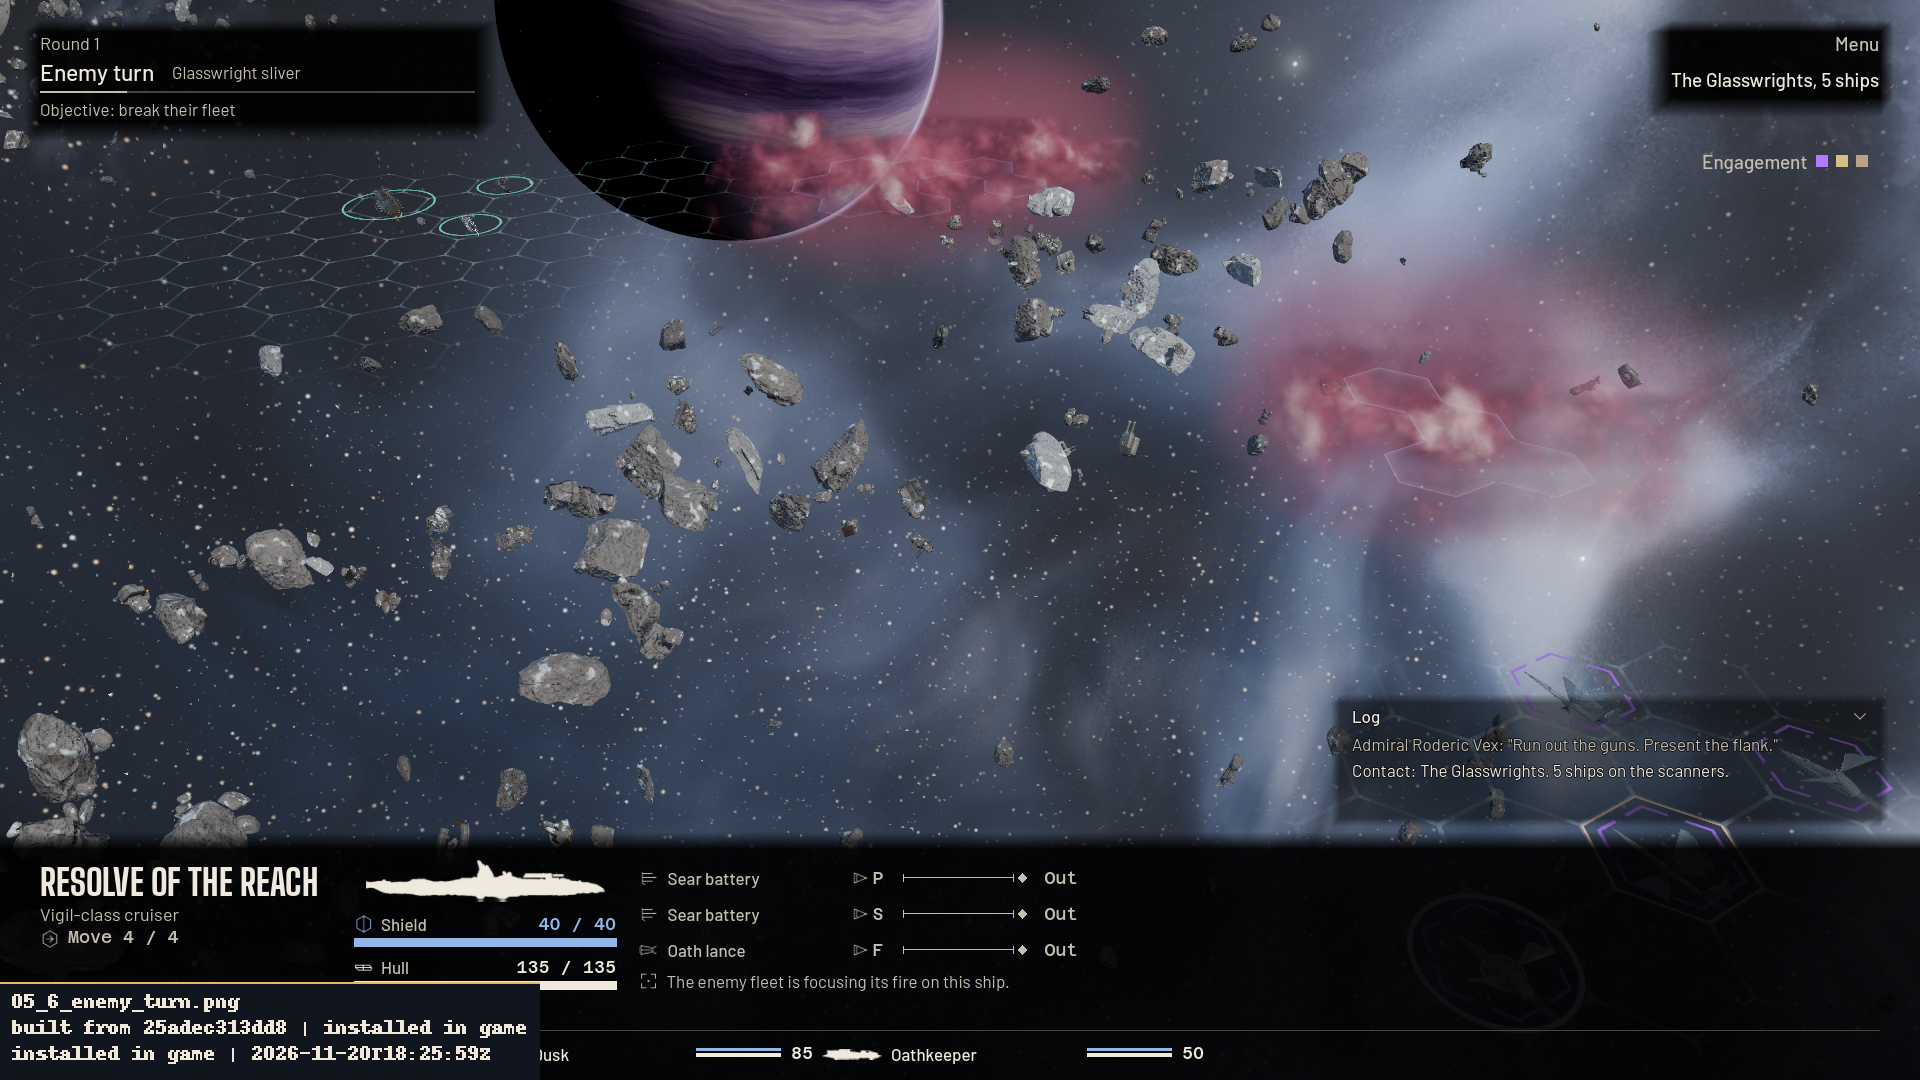 Round 1
Enemy turn Glasswright sliver
Objective: break their fleet
Menu
The Glasswrights, 5 ships
Engagement
Log
Admiral Roderic Vex: "Run out the guns. Present the flank."
Contact: The Glasswrights. 5 ships on the scanners.
RESOLVE OF THE REACH
Vigil-class cruiser
Move 4 / 4
Shield 40 / 40
Hull 135 / 135
Sear battery P Out
Sear battery S Out
Oath lance F Out
The enemy fleet is focusing its fire on this ship.
05_6_enemy_turn.png
built from 25adec313dd8 | installed in game
installed in game | 2026-11-20T18:25:59Z
Dusk 85 Oathkeeper 50